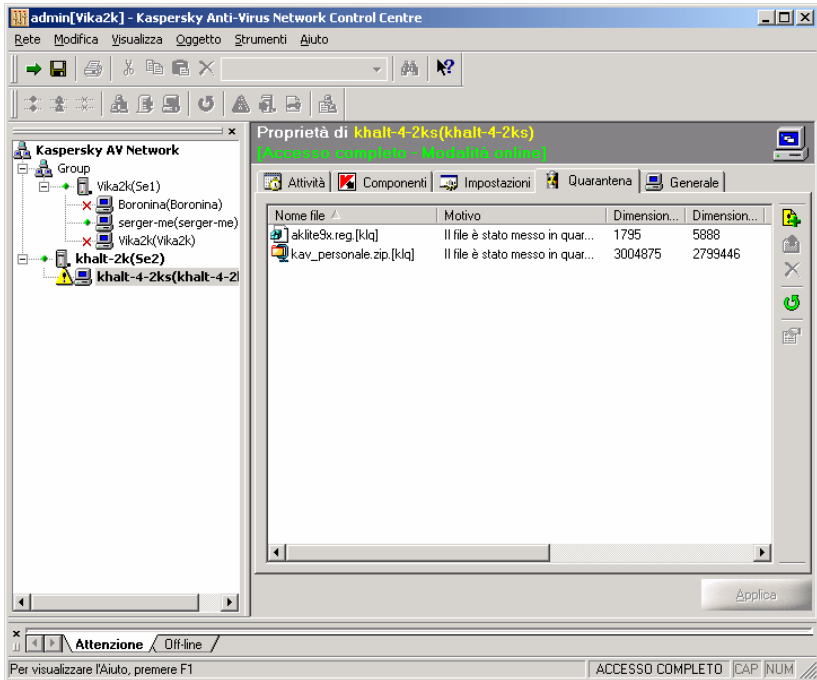 admin[Vika2k] - Kaspersky Anti-Virus Network Control Centre
Rete Modifica Visualizza Oggetto Strumenti Aiuto
Kaspersky AV Network
Group
Vika2k(Se1)
Boronina(Boronina)
serger-me(serger-me)
Vika2k(Vika2k)
khalt-2k(Se2)
khalt-4-2ks(khalt-4-2
Proprietà di khalt-4-2ks(khalt-4-2ks)
[Accesso completo - Modalità online]
Attività Componenti Impostazioni Quarantena Generale
Nome file Motivo Dimension... Dimension...
aklite9x.reg.[klq] Il file è stato messo in quar... 1795 5888
kav_personale.zip.[klq] Il file è stato messo in quar... 3004875 2799446
Applica
Attenzione Off-line
Per visualizzare l'Aiuto, premere F1 ACCESSO COMPLETO CAP NUM